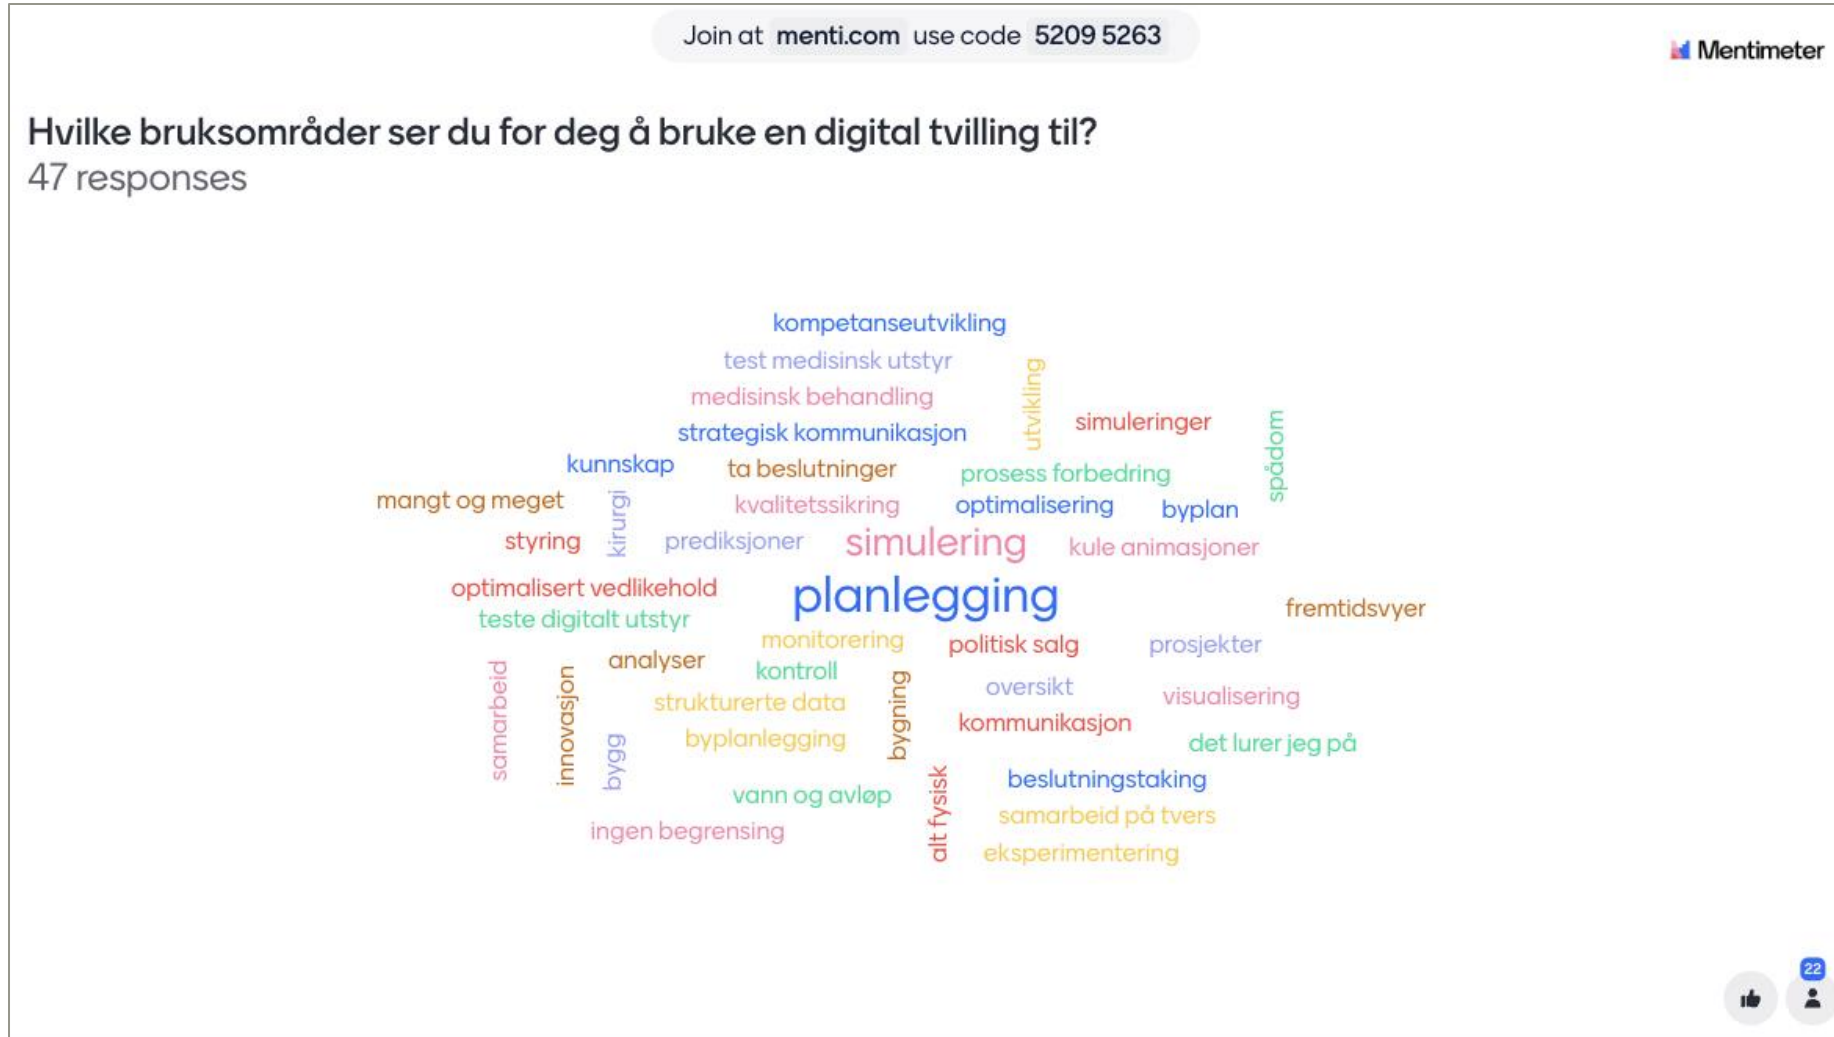 Join at menti.com use code 5209 5263
Mentimeter
Hvilke bruksområder ser du for deg å bruke en digital tvilling til?
47 responses
kompetanseutvikling
test medisinsk utstyr
utvikling
medisinsk behandling
simuleringer
spådom
strategisk kommunikasjon
kunnskap
ta beslutninger
prosess forbedring
mangt og meget
kirurgi
kvalitetssikring
optimalisering
byplan
styring
prediksjoner
simulering
kule animasjoner
optimalisert vedlikehold
planlegging
fremtidsvyer
teste digitalt utstyr
monitorering
politisk salg
prosjekter
samarbeid
innovasjon
analyser
kontroll
bygning
oversikt
visualisering
strukturerte data
kommunikasjon
bygg
byplanlegging
det lurer jeg på
vann og avløp
alt fysisk
beslutningstaking
samarbeid på tvers
ingen begrensing
eksperimentering
22